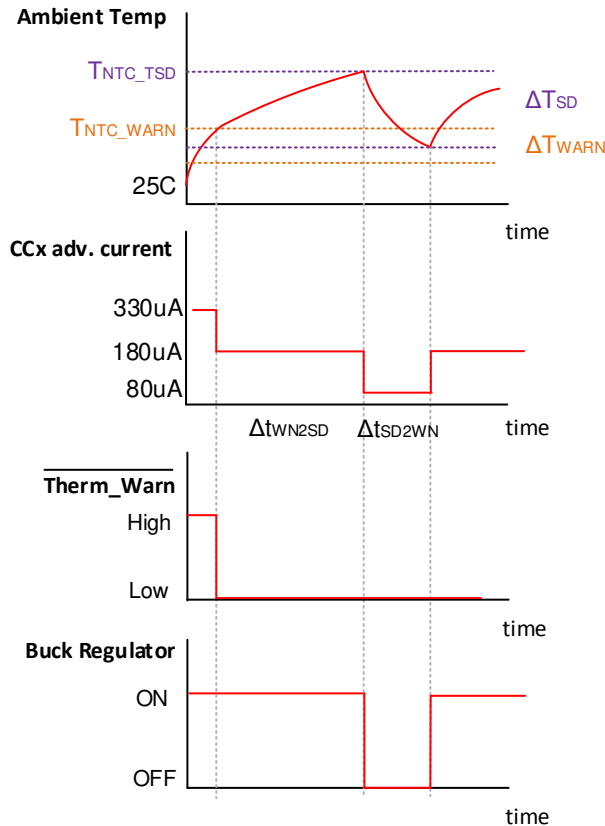 Ambient Temp
TNTC_TSD
ΔTSD
TNTC_WARN
ΔTWARN
25C
time
CCx adv. current
330uA
180uA
80uA
ΔtWN2SD ΔtSD2WN time
Therm_Warn
High
Low
time
Buck Regulator
ON
OFF
time